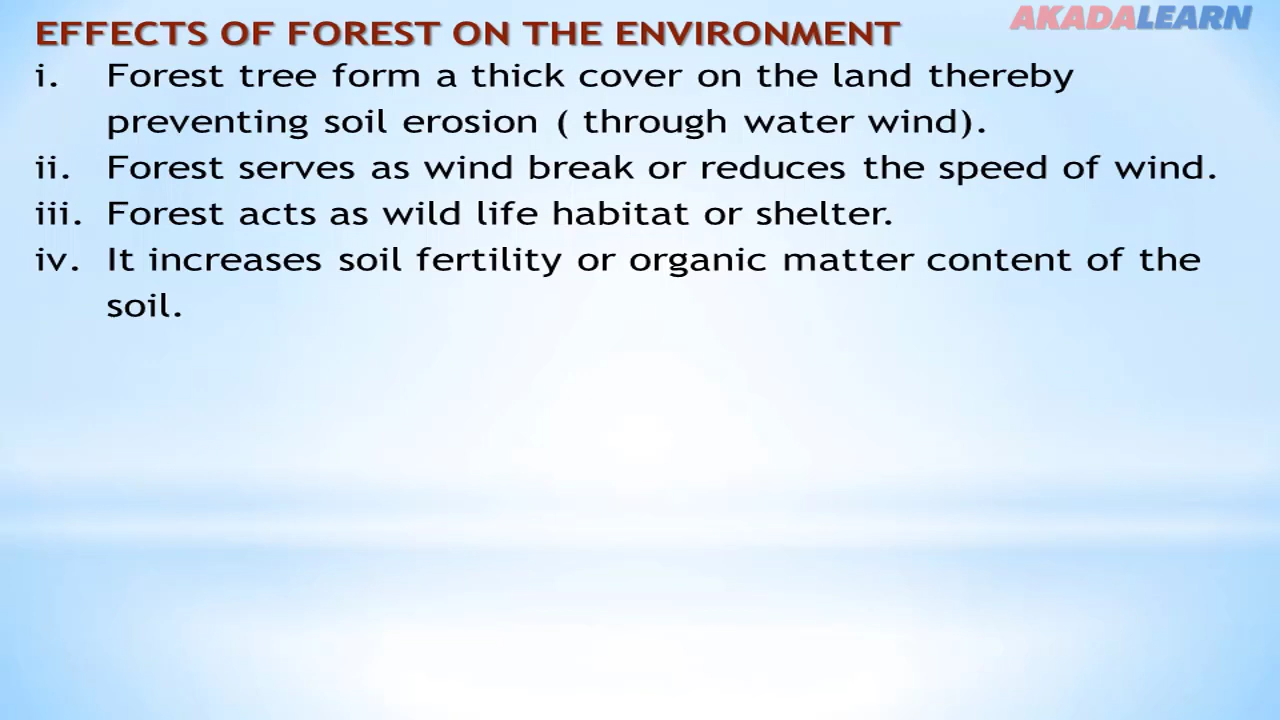 EFFECTS OF FOREST ON THE ENVIRONMENT
AKADALEARN
i. Forest tree form a thick cover on the land thereby
preventing soil erosion ( through water wind).
ii. Forest serves as wind break or reduces the speed of wind.
iii. Forest acts as wild life habitat or shelter.
iv. It increases soil fertility or organic matter content of the
soil.